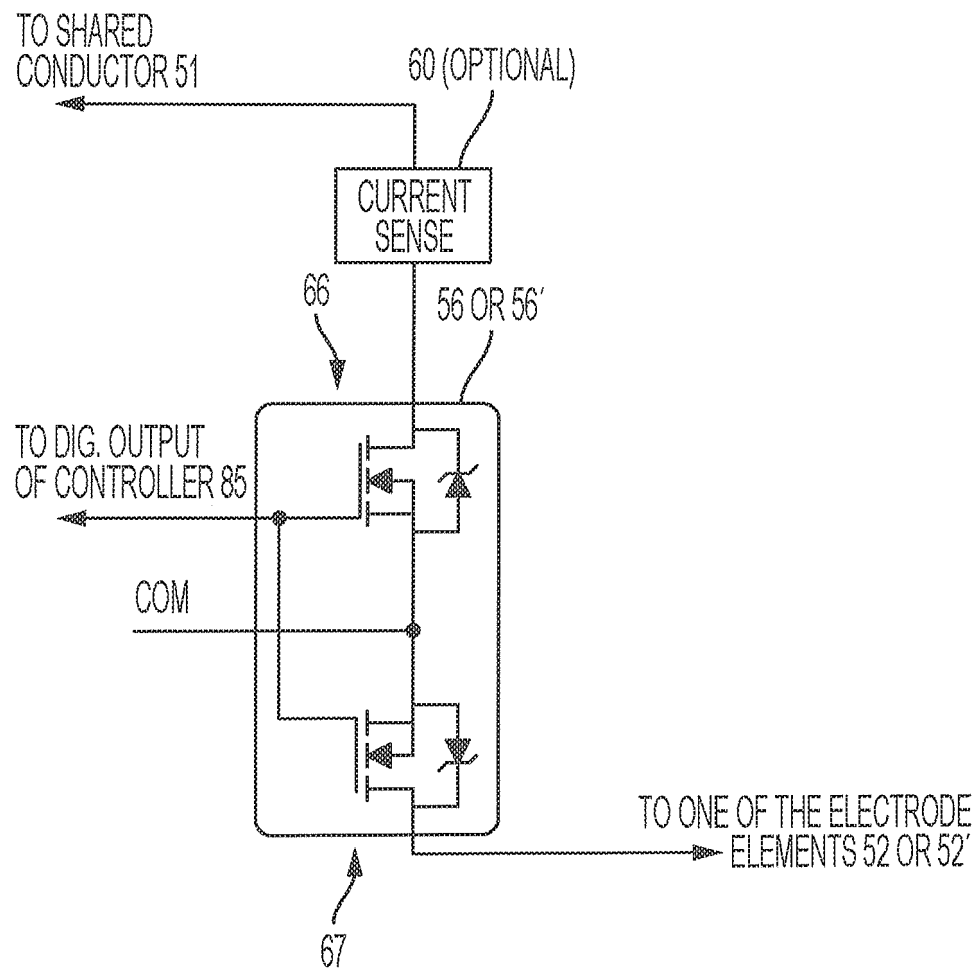 TO SHARED
CONDUCTOR 51
60 (OPTIONAL)
CURRENT
SENSE
66
56 OR 56′
TO DIG. OUTPUT
OF CONTROLLER 85
COM
TO ONE OF THE ELECTRODE
ELEMENTS 52 OR 52′
67